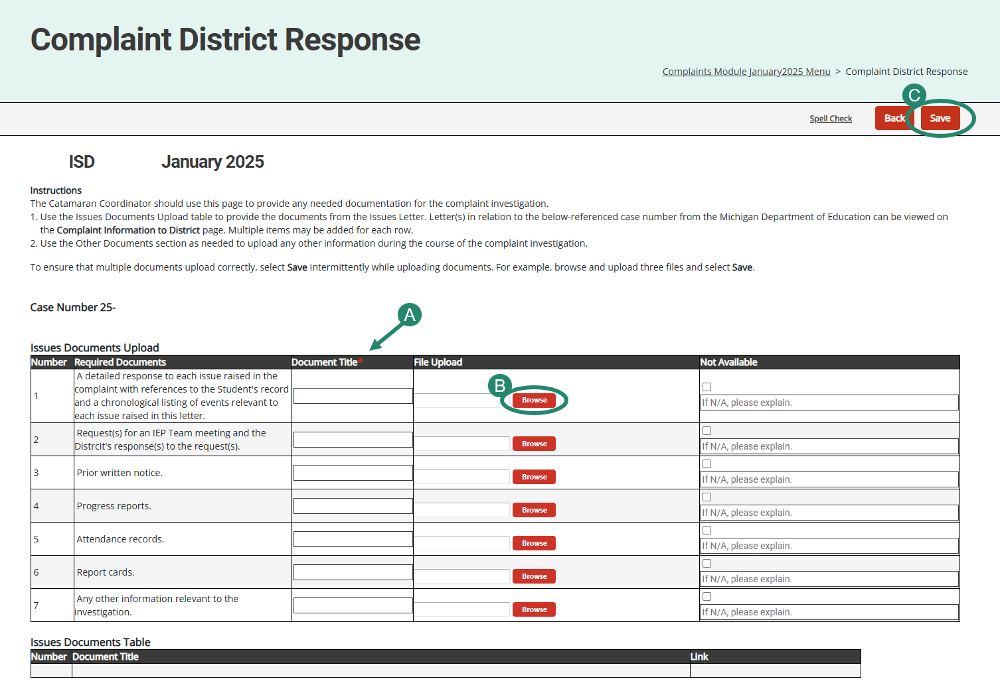 Complaint District Response
Complaints Module January2025 Menu > Complaint District Response
C
Spell Check Back Save
ISD January 2025
Instructions
The Catamaran Coordinator should use this page to provide any needed documentation for the complaint investigation.
1. Use the Issues Documents Upload table to provide the documents from the Issues Letter. Letter(s) in relation to the below-referenced case number from the Michigan Department of Education can be viewed on
the Complaint Information to District page. Multiple items may be added for each row.
2. Use the Other Documents section as needed to upload any other information during the course of the complaint investigation.
To ensure that multiple documents upload correctly, select Save intermittently while uploading documents. For example, browse and upload three files and select Save.
Case Number 25-
A
Issues Documents Upload
Number Required Documents Document Title* File Upload Not Available
1
A detailed response to each issue raised in the
complaint with references to the Student's record
and a chronological listing of events relevant to
each issue raised in this letter.
B
Browse
If N/A, please explain.
2
Request(s) for an IEP Team meeting and the
Distrcit's response(s) to the request(s).
Browse
If N/A, please explain.
3
Prior written notice.
Browse
If N/A, please explain.
4
Progress reports.
Browse
If N/A, please explain.
5
Attendance records.
Browse
If N/A, please explain.
6
Report cards.
Browse
If N/A, please explain.
7
Any other information relevant to the
investigation.
Browse
If N/A, please explain.
Issues Documents Table
Number Document Title Link